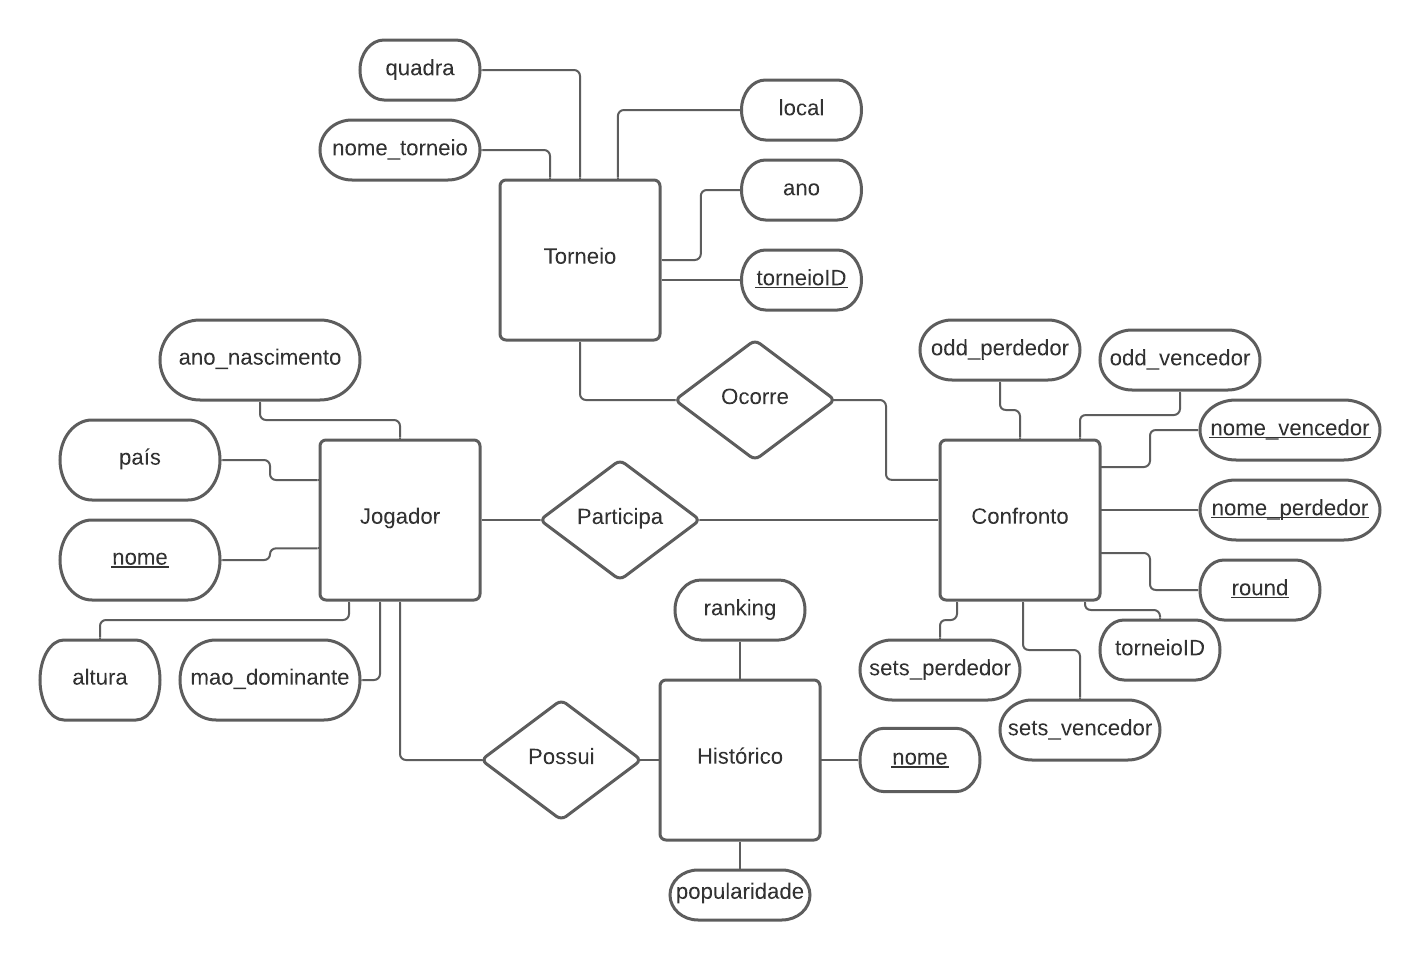 quadra
local
nome_torneio
ano
Torneio
torneioID
ano_nascimento
odd_perdedor
odd_vencedor
Ocorre
país
nome_vencedor
Jogador
Participa
Confronto
nome_perdedor
nome
round
ranking
torneioID
altura
mao_dominante
sets_perdedor
sets_vencedor
Possui
Histórico
nome
popularidade